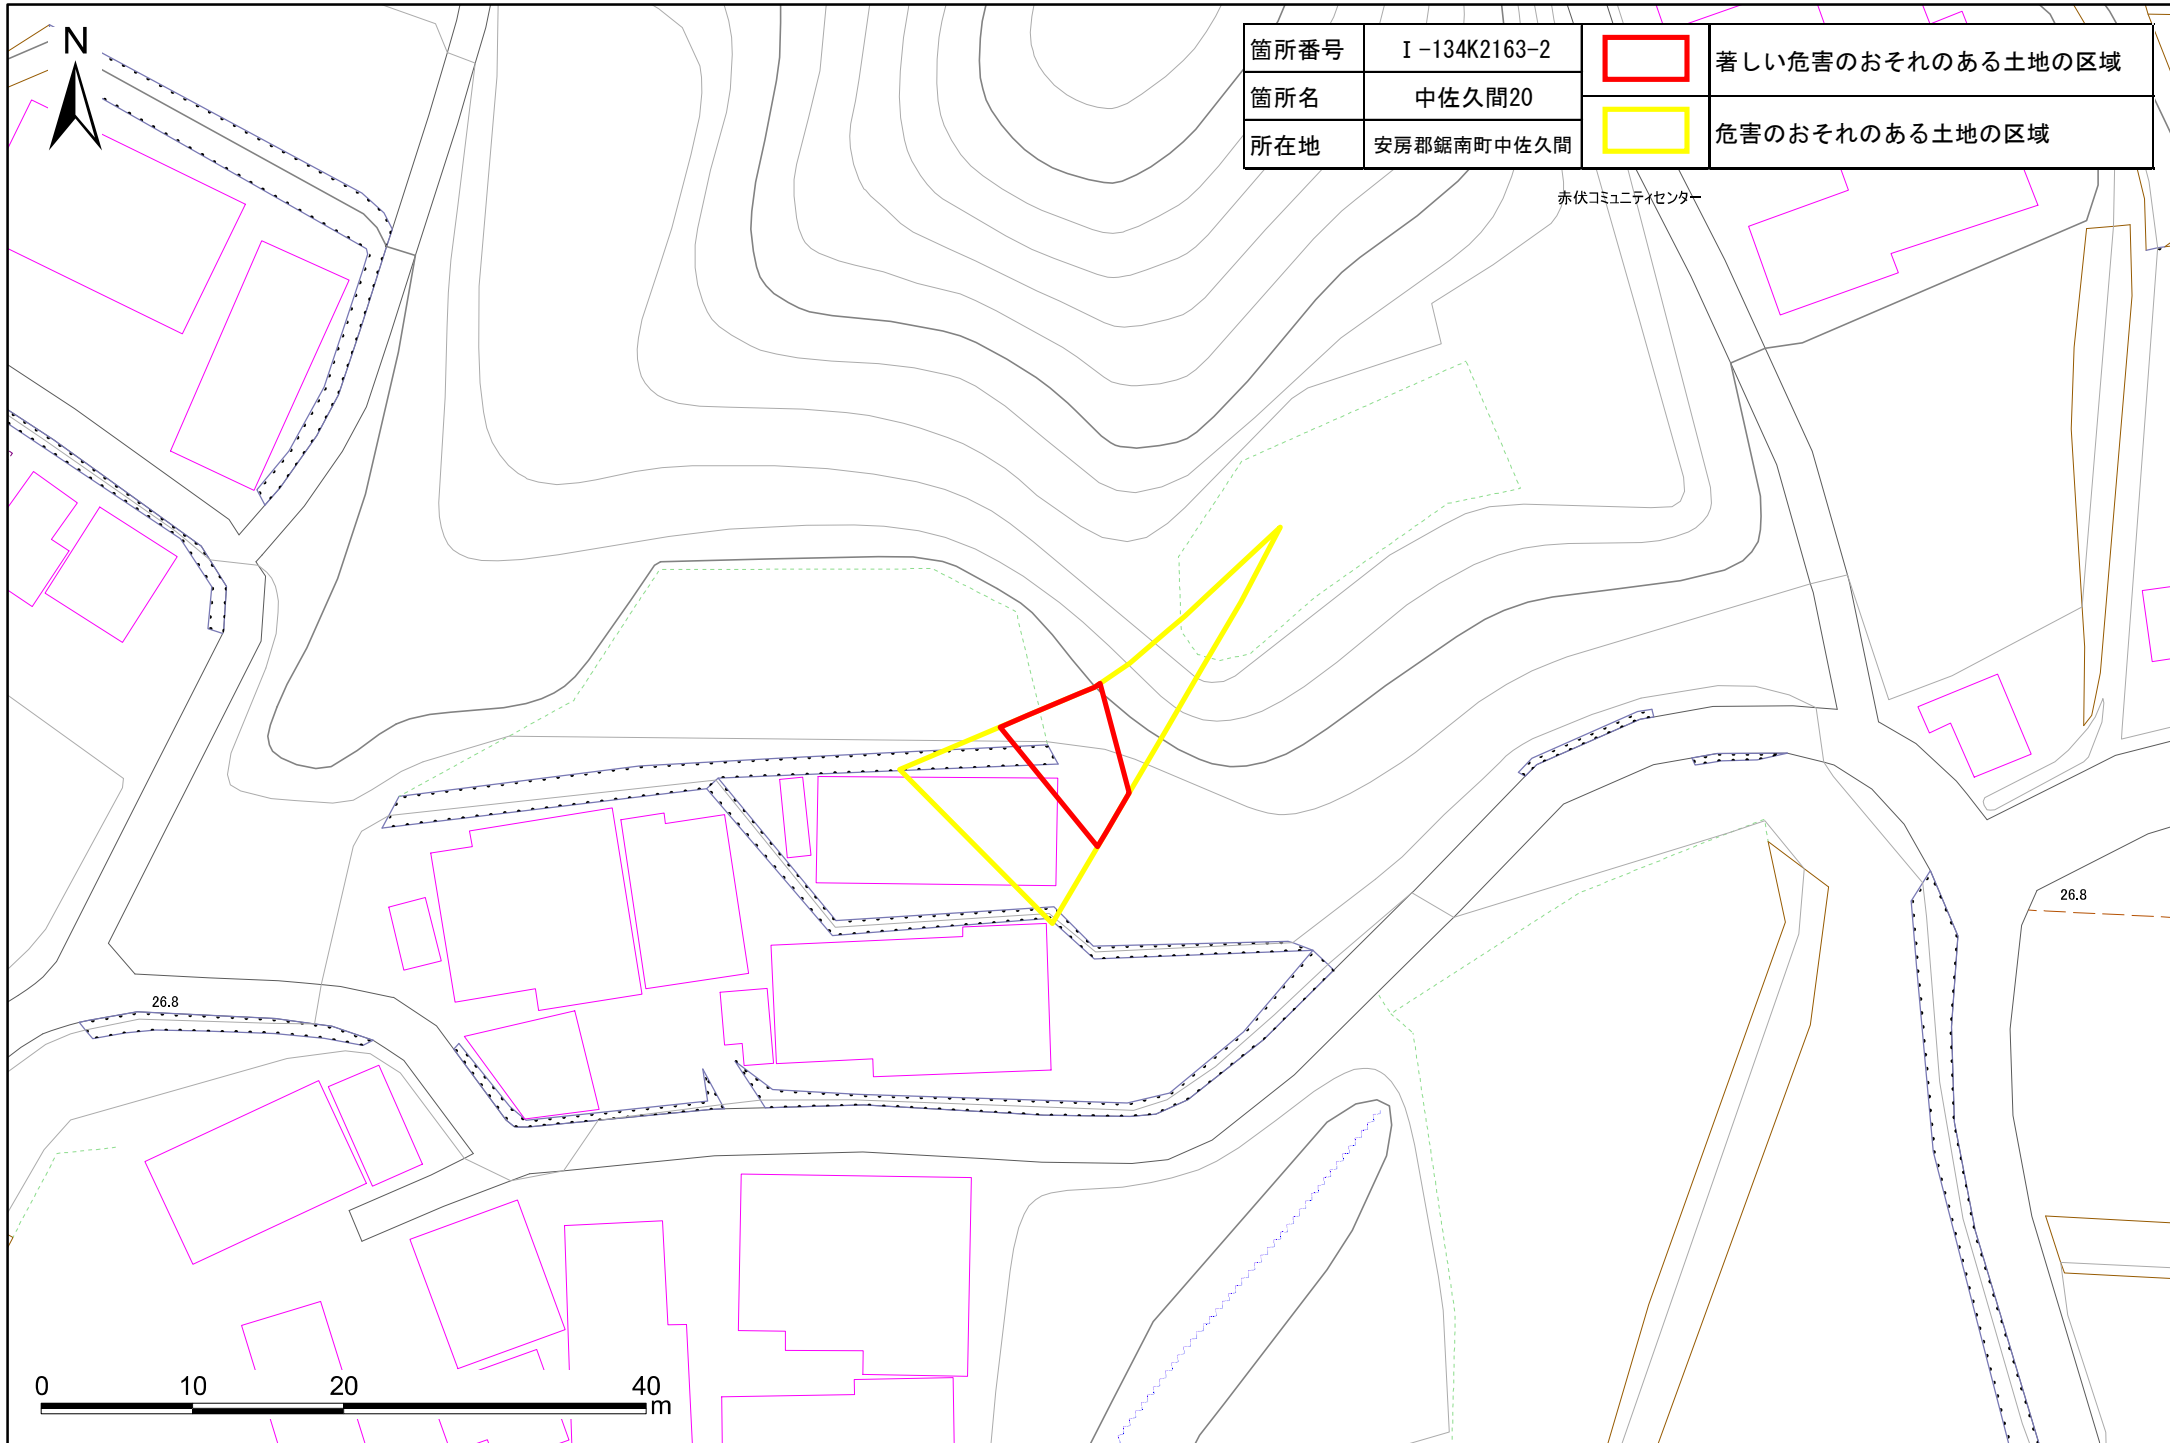 N
箇所番号 Ⅰ-134K2163-2
箇所名 中佐久間20
所在地 安房郡鋸南町中佐久間
著しい危害のおそれのある土地の区域
危害のおそれのある土地の区域
赤伏コミュニティセンター
26.8
26.8
0 10 20 40
m